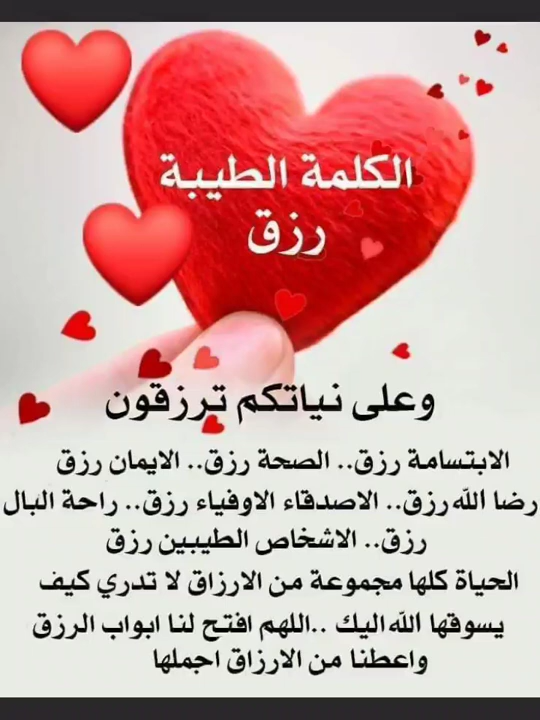 الكلمة الطيبة
رزق
وعلى نياتكم ترزقون
الابتسامة رزق.. الصحة رزق.. الايمان رزق
رضا الله رزق.. الاصدقاء الاوفياء رزق.. راحة البال
رزق.. الاشخاص الطيبين رزق
الحياة كلها مجموعة من الارزاق لا تدري كيف
يسوقها الله اليك ..اللهم افتح لنا ابواب الرزق
واعطنا من الارزاق اجملها